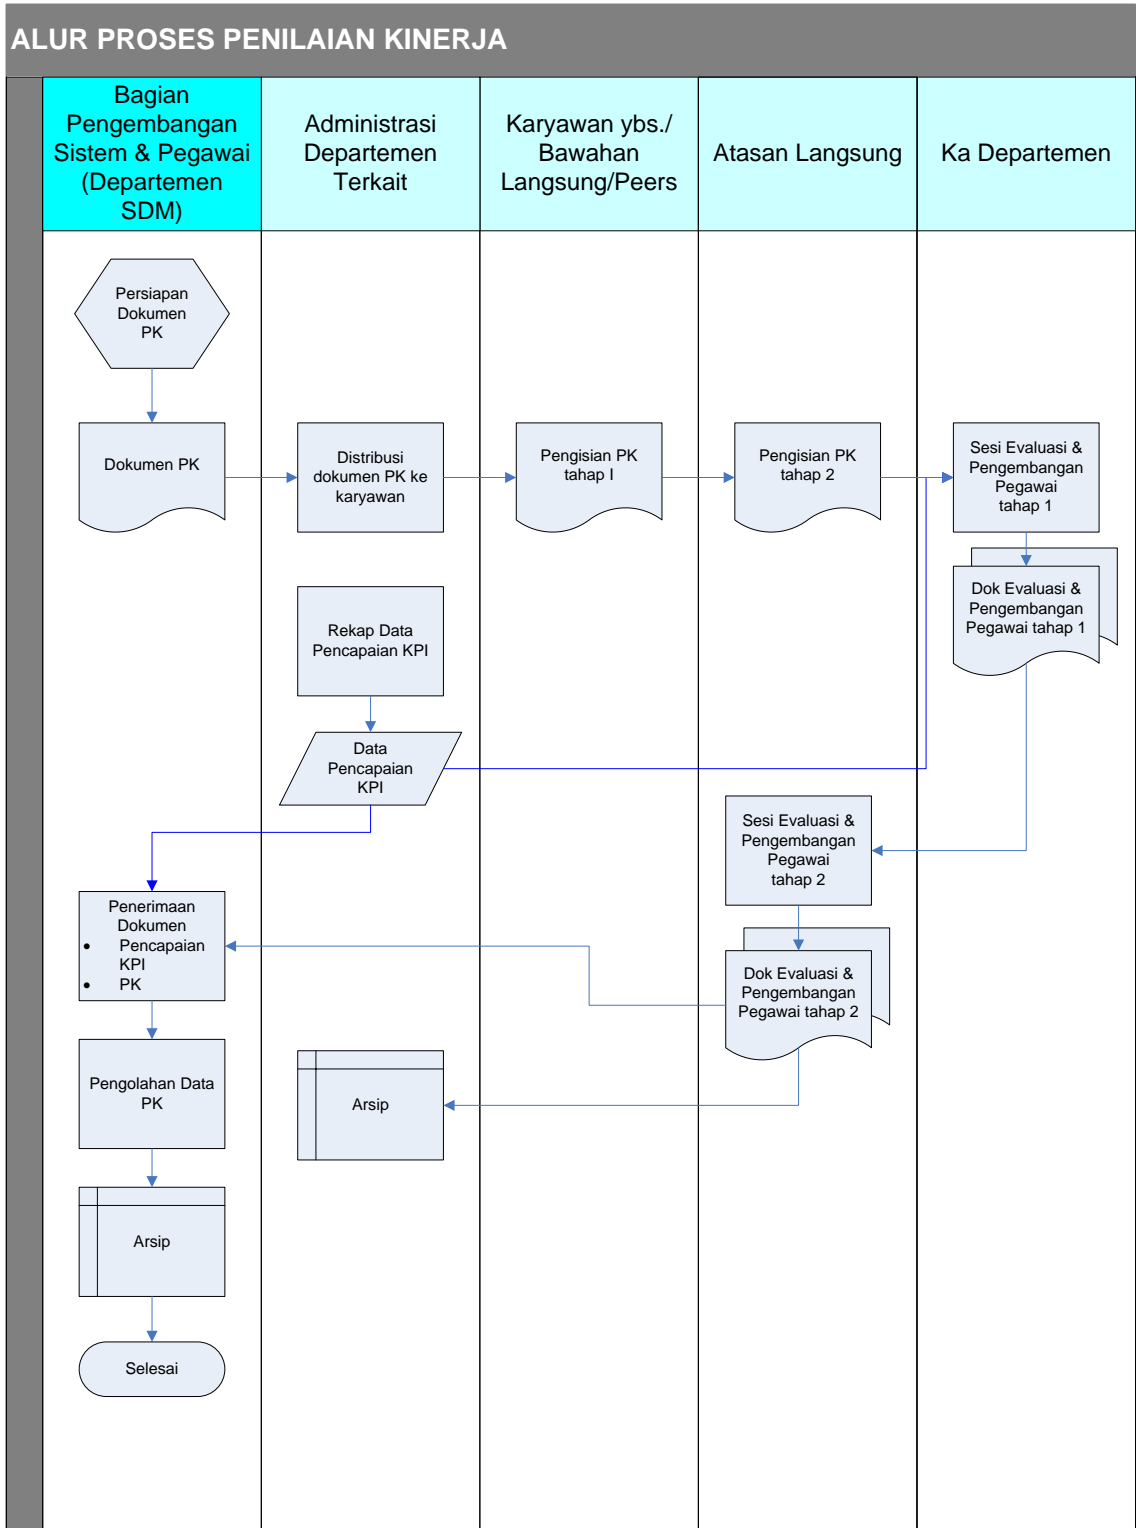 ALUR PROSES PENILAIAN KINERJA
Bagian
Pengembangan
Sistem & Pegawai
(Departemen
SDM)
Administrasi
Departemen
Terkait
Karyawan ybs./
Bawahan
Langsung/Peers
Atasan Langsung
Ka Departemen
Persiapan
Dokumen
PK
Dokumen PK
Distribusi
dokumen PK ke
karyawan
Pengisian PK
tahap I
Pengisian PK
tahap 2
Sesi Evaluasi &
Pengembangan
Pegawai
tahap 1
Dok Evaluasi &
Pengembangan
Pegawai tahap 1
Rekap Data
Pencapaian KPI
Data
Pencapaian
KPI
Sesi Evaluasi &
Pengembangan
Pegawai
tahap 2
Penerimaan
Dokumen
• Pencapaian
KPI
• PK
Dok Evaluasi &
Pengembangan
Pegawai tahap 2
Pengolahan Data
PK
Arsip
Arsip
Selesai